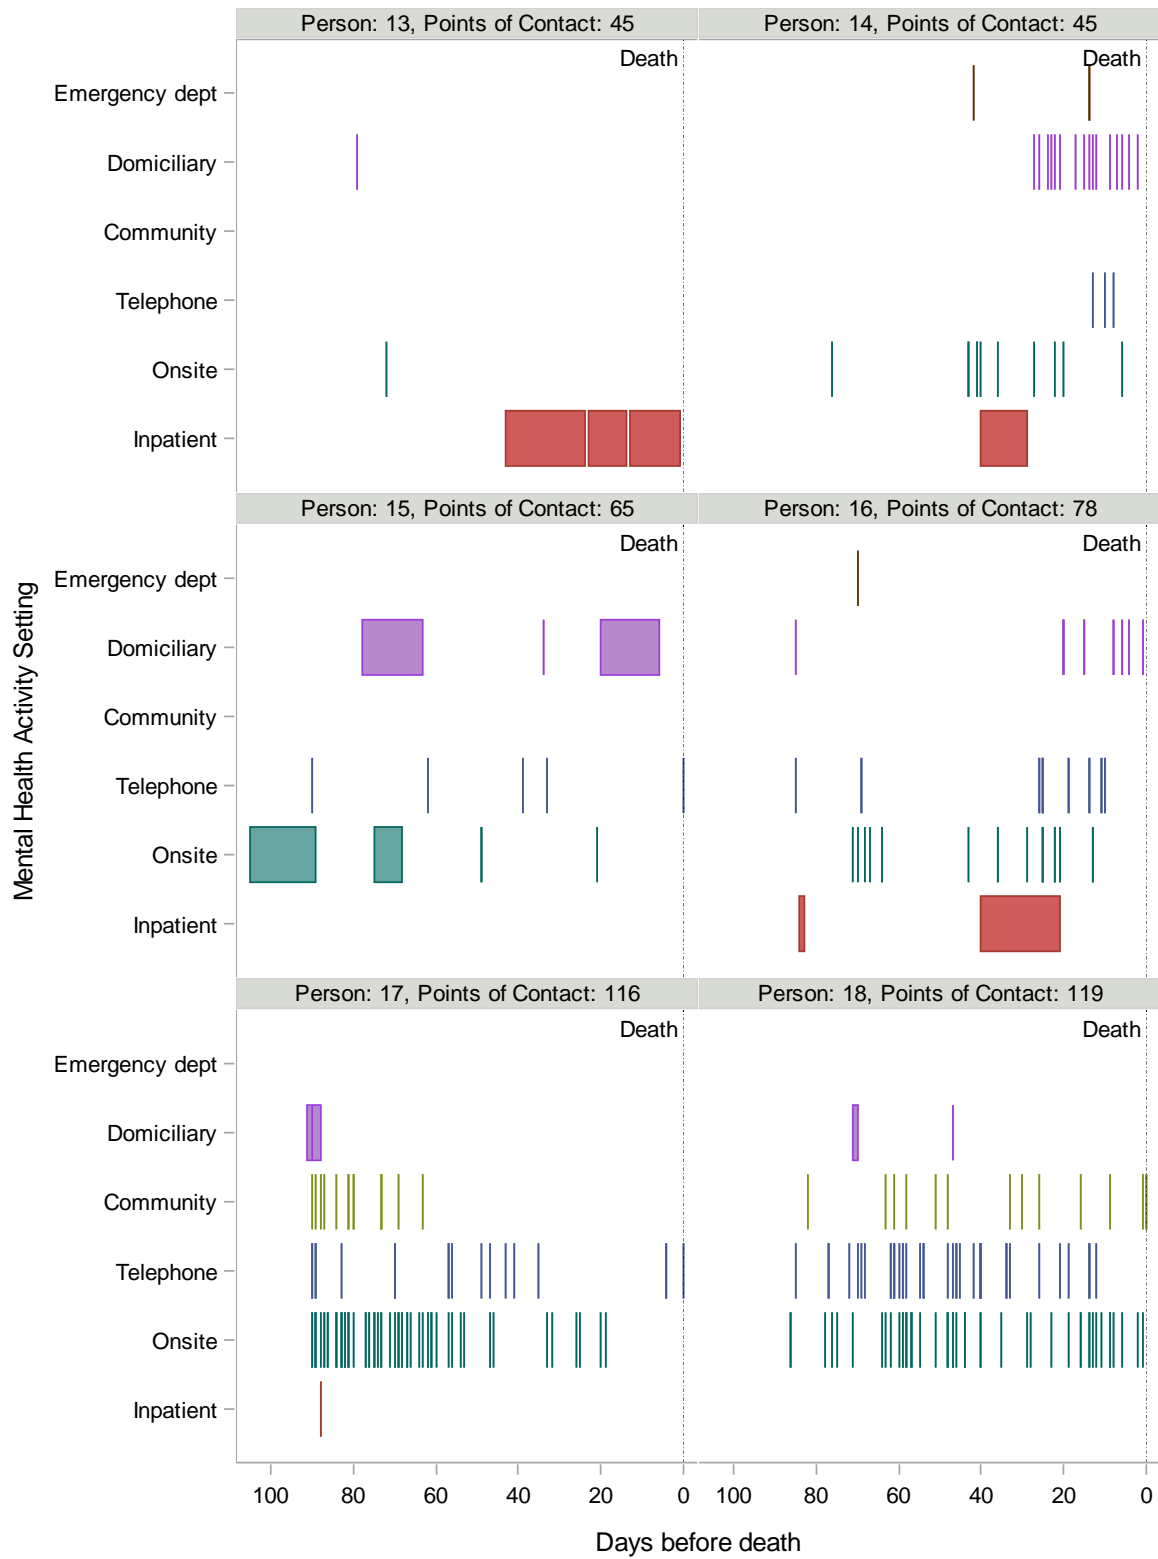 Person: 13, Points of Contact: 45
Person: 14, Points of Contact: 45
Death
Death
Emergency dept
Domiciliary
Community
Telephone
Onsite
Inpatient
Person: 15, Points of Contact: 65
Person: 16, Points of Contact: 78
Death
Death
Emergency dept
Domiciliary
Community
Telephone
Onsite
Inpatient
Mental Health Activity Setting
Person: 17, Points of Contact: 116
Person: 18, Points of Contact: 119
Death
Death
Emergency dept
Domiciliary
Community
Telephone
Onsite
Inpatient
100 80 60 40 20 0 100 80 60 40 20 0
Days before death